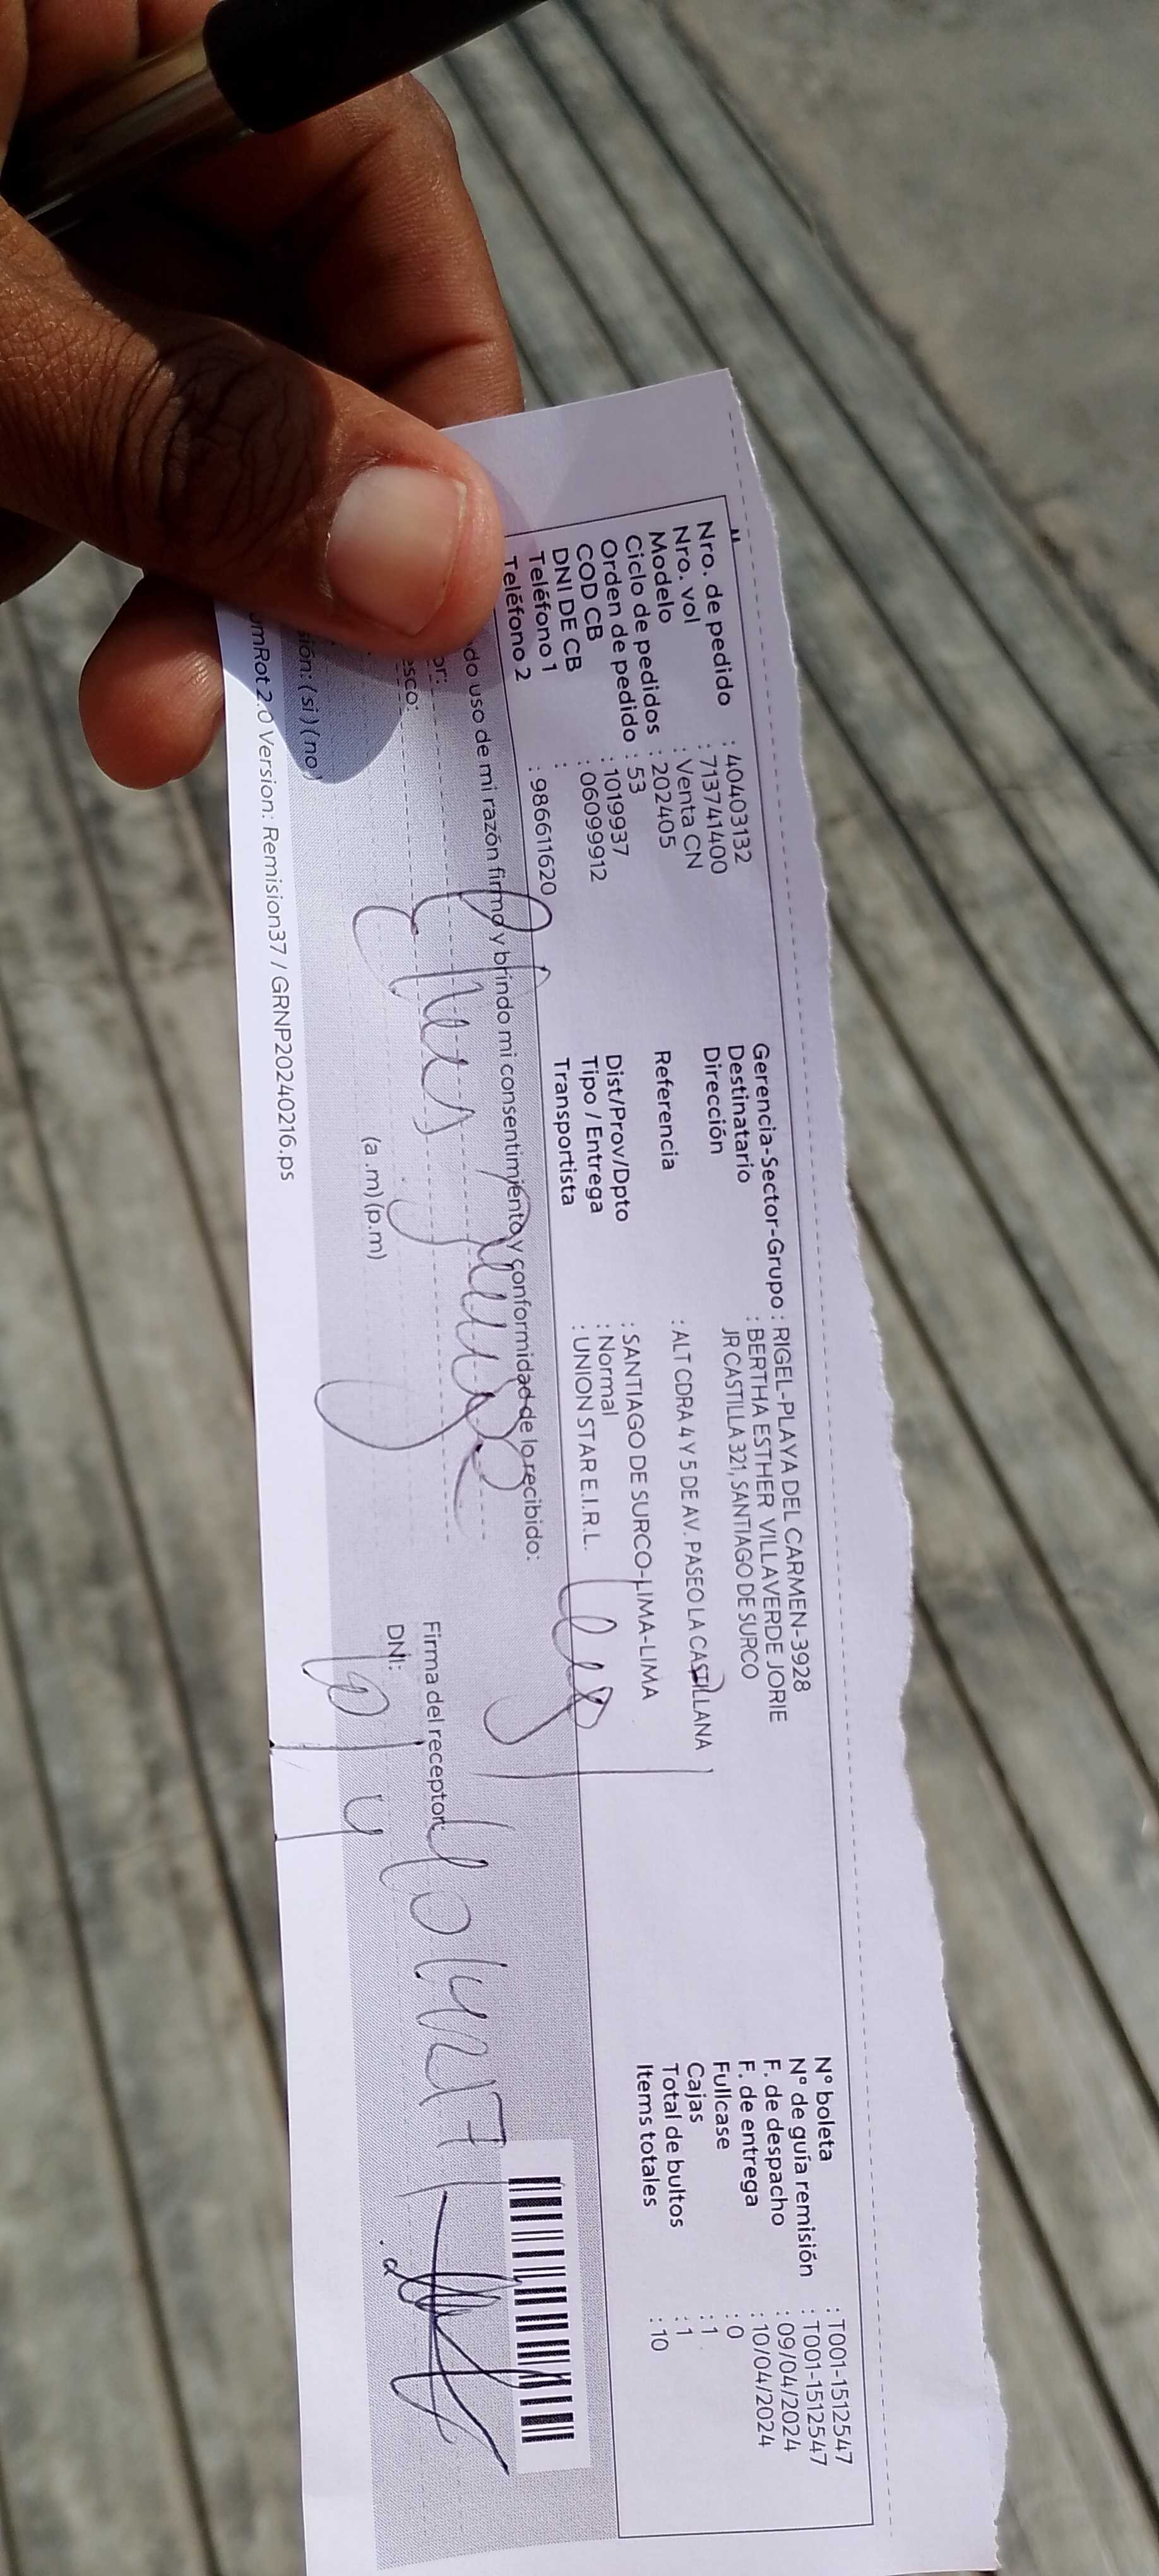 Nro. de pedido : 40403132
Nro. vol : 713741400
Modelo : Venta CN
Ciclo de pedidos : 202405
Orden de pedido : 53
COD CB : 1019937
DNI DE CB : 06099912
Teléfono 1 :
Teléfono 2 : 986611620
Gerencia-Sector-Grupo : RIGEL-PLAYA DEL CARMEN-3928
Destinatario : BERTHA ESTHER VILLAVERDE JORIE
Dirección JR CASTILLA 321, SANTIAGO DE SURCO
Referencia : ALT CDRA 4 Y 5 DE AV. PASEO LA CASTILLANA
Dist/Prov/Dpto : SANTIAGO DE SURCO-LIMA-LIMA
Tipo / Entrega : Normal
Transportista : UNION STAR E.I.R.L.
N° boleta : T001-1512547
N° de guía remisión : T001-1512547
F. de despacho : 09/04/2024
F. de entrega : 10/04/2024
Fullcase : 0
Cajas : 1
Total de bultos : 1
Items totales : 10
do uso de mi razón firmo y brindo mi consentimiento y conformidad de lo recibido:
or:
esco:
(a .m) (p.m)
sión: ( si ) ( no )
Firma del receptor:
DNI:
umRot 2.0 Version: Remision37 / GRNP20240216.ps